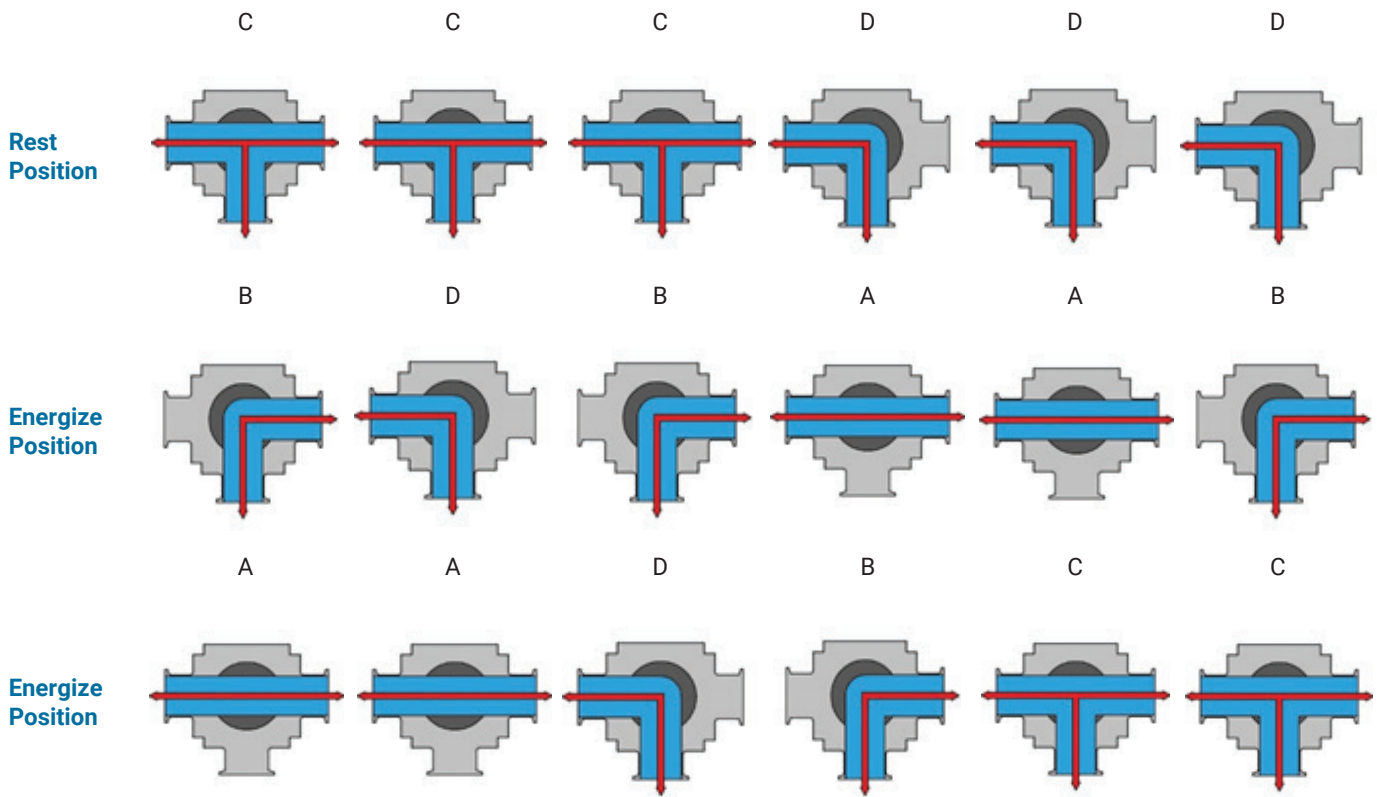 C C C D D D
Rest
Position
B D B A A B
Energize
Position
A A D B C C
Energize
Position